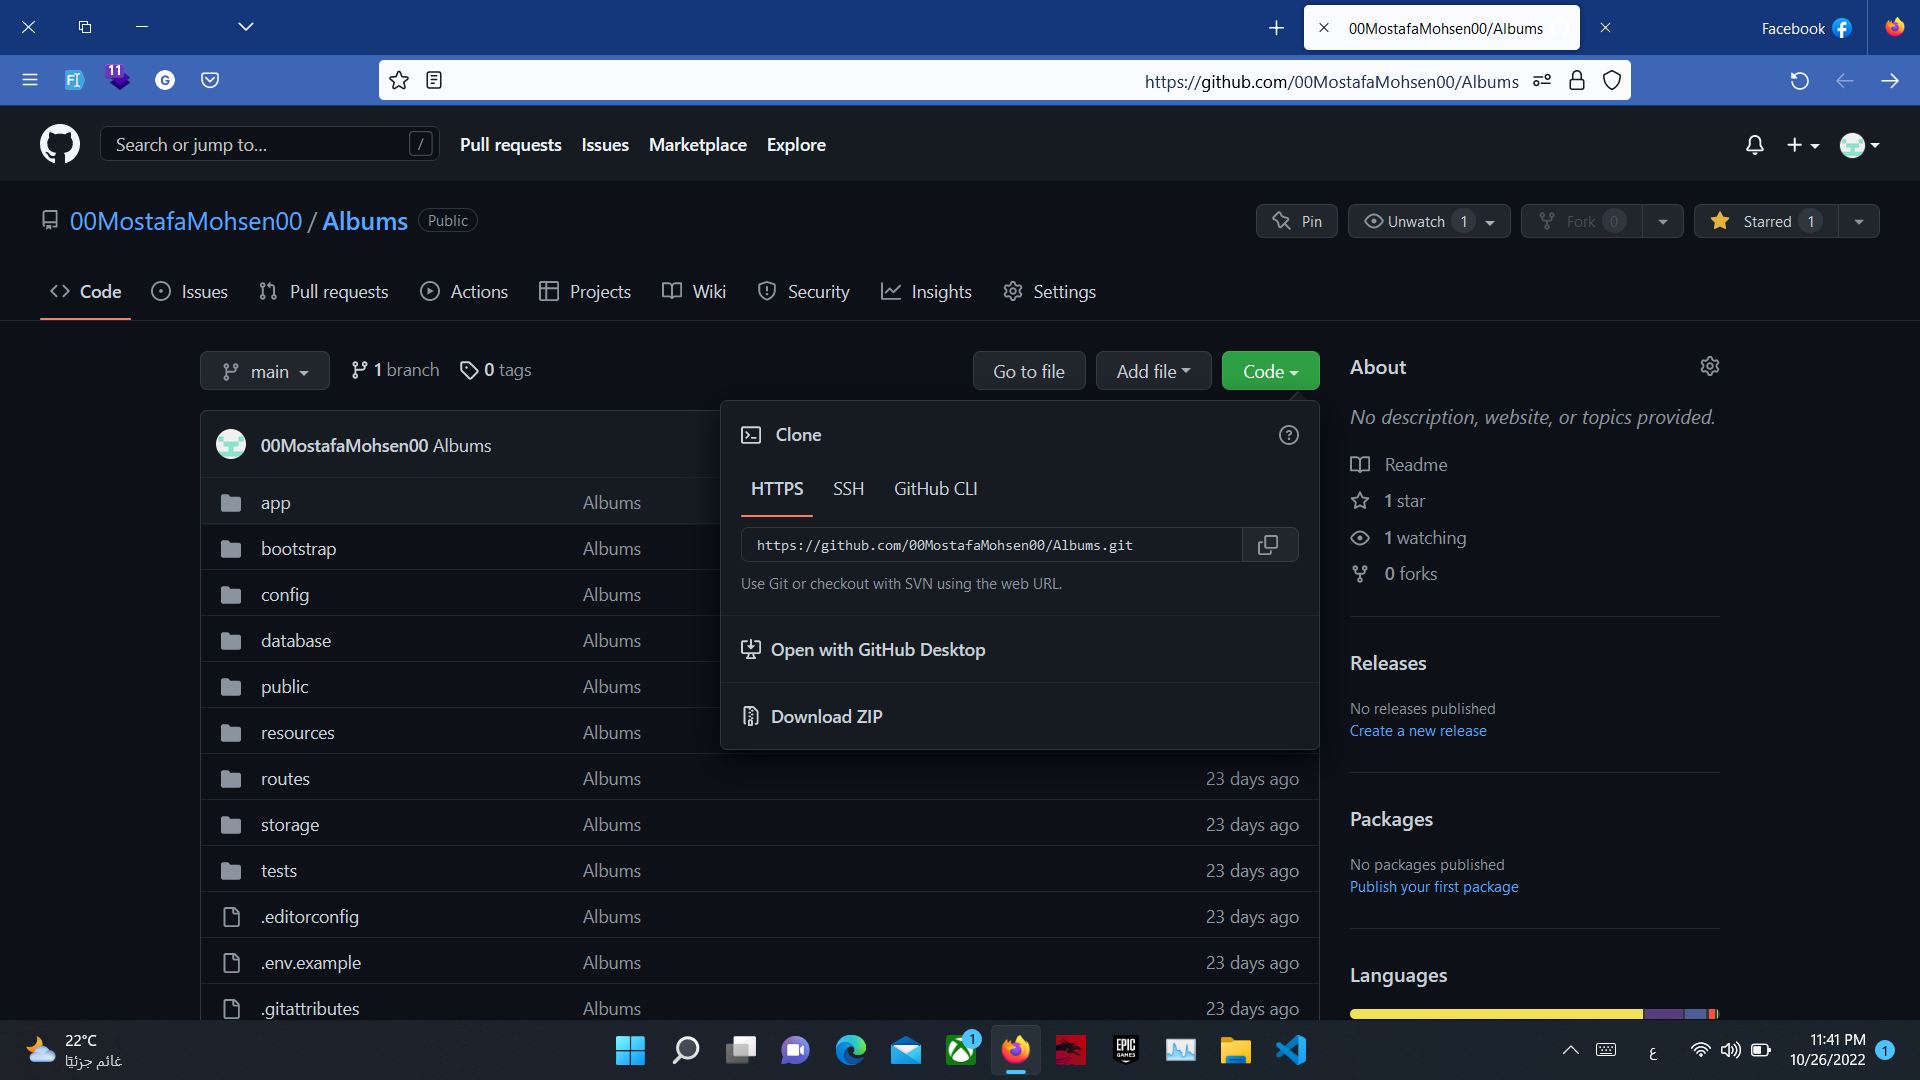 00MostafaMohsen00/Albums
Facebook
11
https://github.com/00MostafaMohsen00/Albums
Search or jump to...
/
Pull requests
Issues
Marketplace
Explore
00MostafaMohsen00 / Albums
Public
Pin
Unwatch 1
Fork 0
Starred 1
Code
Issues
Pull requests
Actions
Projects
Wiki
Security
Insights
Settings
main
1 branch
0 tags
Go to file
Add file
Code
00MostafaMohsen00 Albums
app Albums
bootstrap Albums
config Albums
database Albums
public Albums
resources Albums
routes Albums 23 days ago
storage Albums 23 days ago
tests Albums 23 days ago
.editorconfig Albums 23 days ago
.env.example Albums 23 days ago
.gitattributes Albums 23 days ago
Clone
HTTPS
SSH
GitHub CLI
https://github.com/00MostafaMohsen00/Albums.git
Use Git or checkout with SVN using the web URL.
Open with GitHub Desktop
Download ZIP
About
No description, website, or topics provided.
Readme
1 star
1 watching
0 forks
Releases
No releases published
Create a new release
Packages
No packages published
Publish your first package
Languages
22°C
غائم جزئيًا
1
EPIC
GAMES
ع
11:41 PM
10/26/2022
1